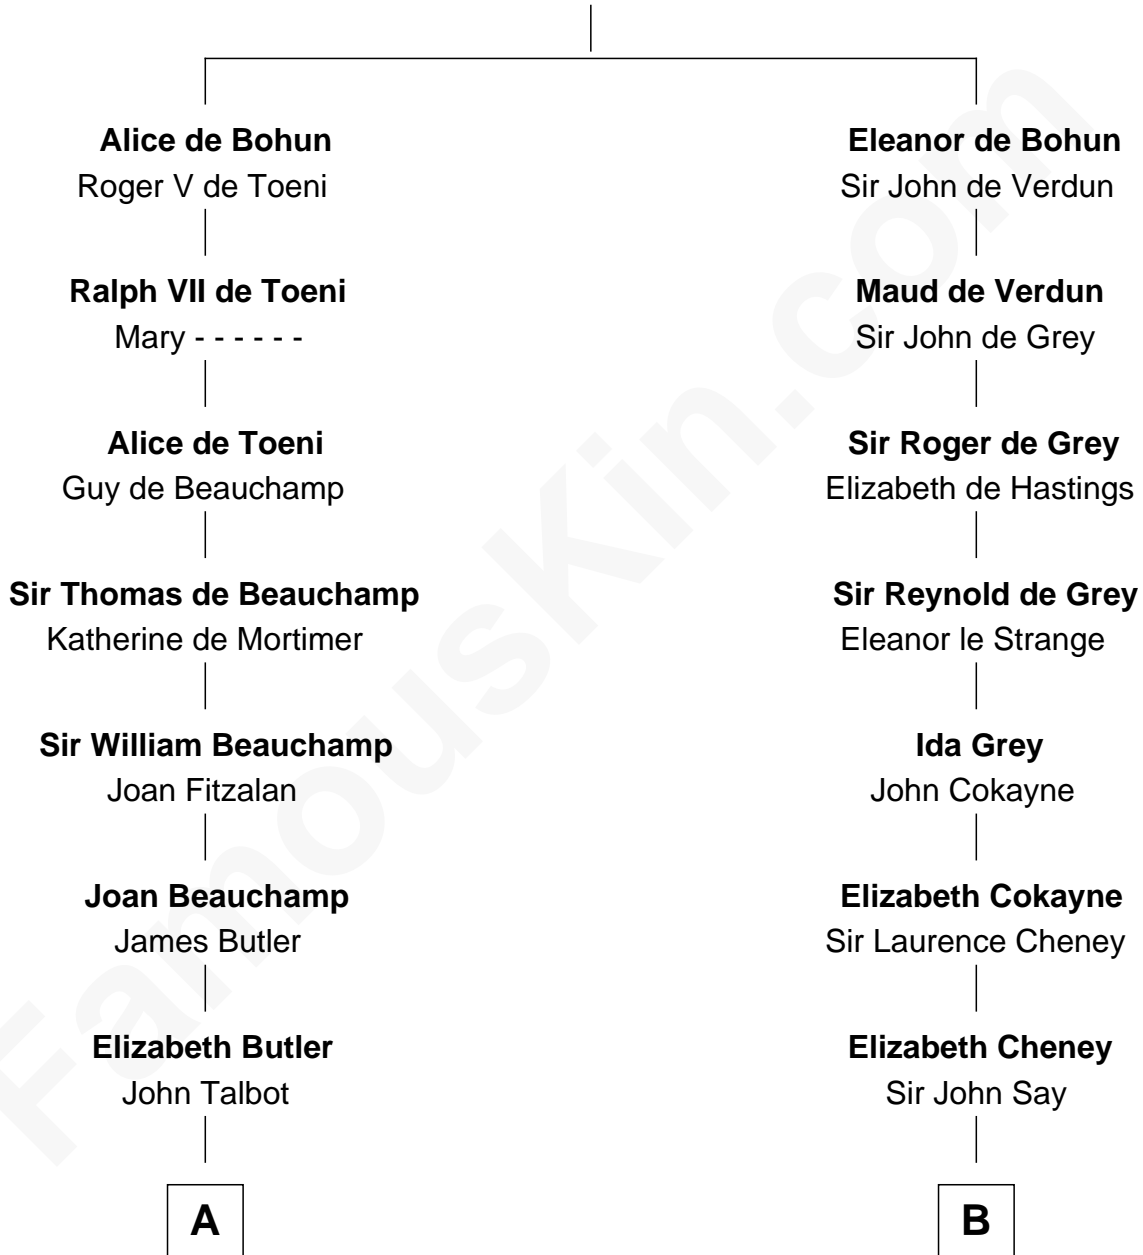 Alice de Bohun
Roger V de Toeni
Ralph VII de Toeni
Mary - - - - - -
Alice de Toeni
Guy de Beauchamp
Sir Thomas de Beauchamp
Katherine de Mortimer
Sir William Beauchamp
Joan Fitzalan
Joan Beauchamp
James Butler
Elizabeth Butler
John Talbot
A
Eleanor de Bohun
Sir John de Verdun
Maud de Verdun
Sir John de Grey
Sir Roger de Grey
Elizabeth de Hastings
Sir Reynold de Grey
Eleanor le Strange
Ida Grey
John Cokayne
Elizabeth Cokayne
Sir Laurence Cheney
Elizabeth Cheney
Sir John Say
B
FamousKin.com